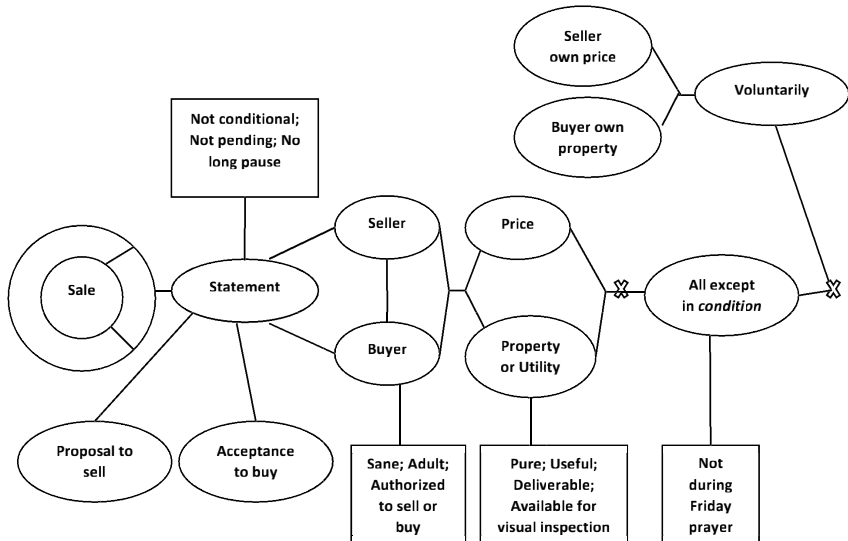 Seller
own price
Voluntarily
Buyer own
property
Not conditional;
Not pending; No
long pause
Seller
Price
Sale
Statement
All except
in condition
Buyer
Property
or Utility
Proposal to
sell
Acceptance
to buy
Sane; Adult;
Authorized
to sell or
buy
Pure; Useful;
Deliverable;
Available for
visual inspection
Not
during
Friday
prayer